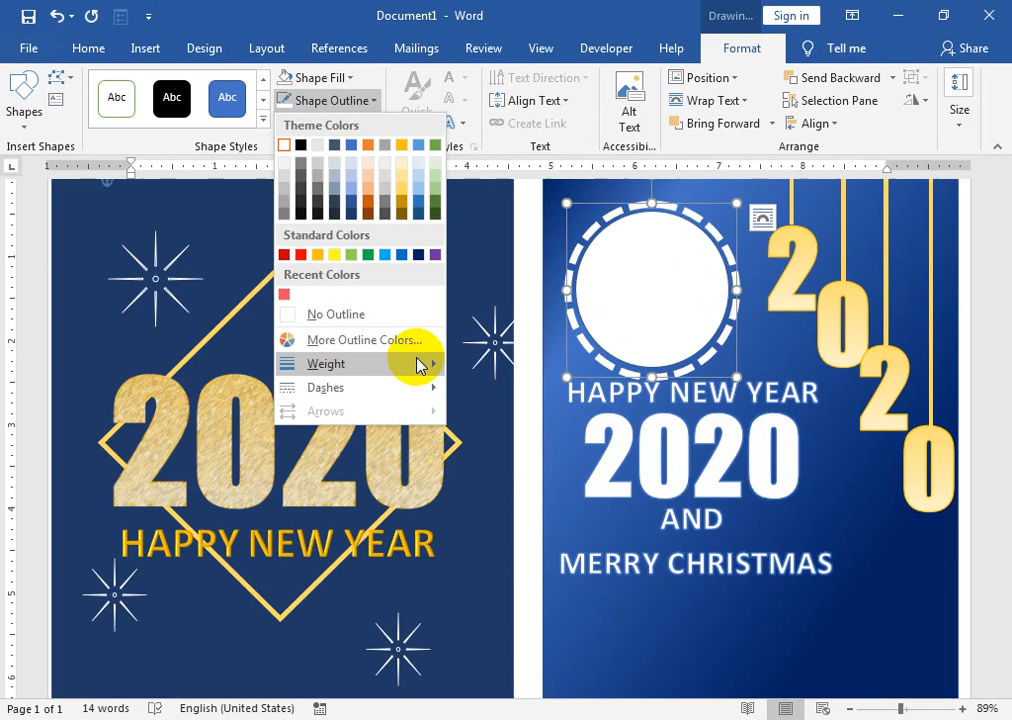 Document1 - Word
Drawin...
Sign in
File
Home
Insert
Design
Layout
References
Mailings
Review
View
Developer
Help
Format
Tell me
Share
Shapes
Abc
Abc
Abc
Shape Fill
Shape Outline
Quick
Text Direction
Align Text
Create Link
Alt
Text
Position
Wrap Text
Bring Forward
Send Backward
Selection Pane
Align
Size
Insert Shapes
Shape Styles
Text
Accessibi...
Arrange
Theme Colors
Standard Colors
Recent Colors
No Outline
More Outline Colors...
Weight
Dashes
Arrows
2020
HAPPY NEW YEAR
HAPPY NEW YEAR
2020
AND
MERRY CHRISTMAS
2
0
2
0
Page 1 of 1
14 words
English (United States)
89%